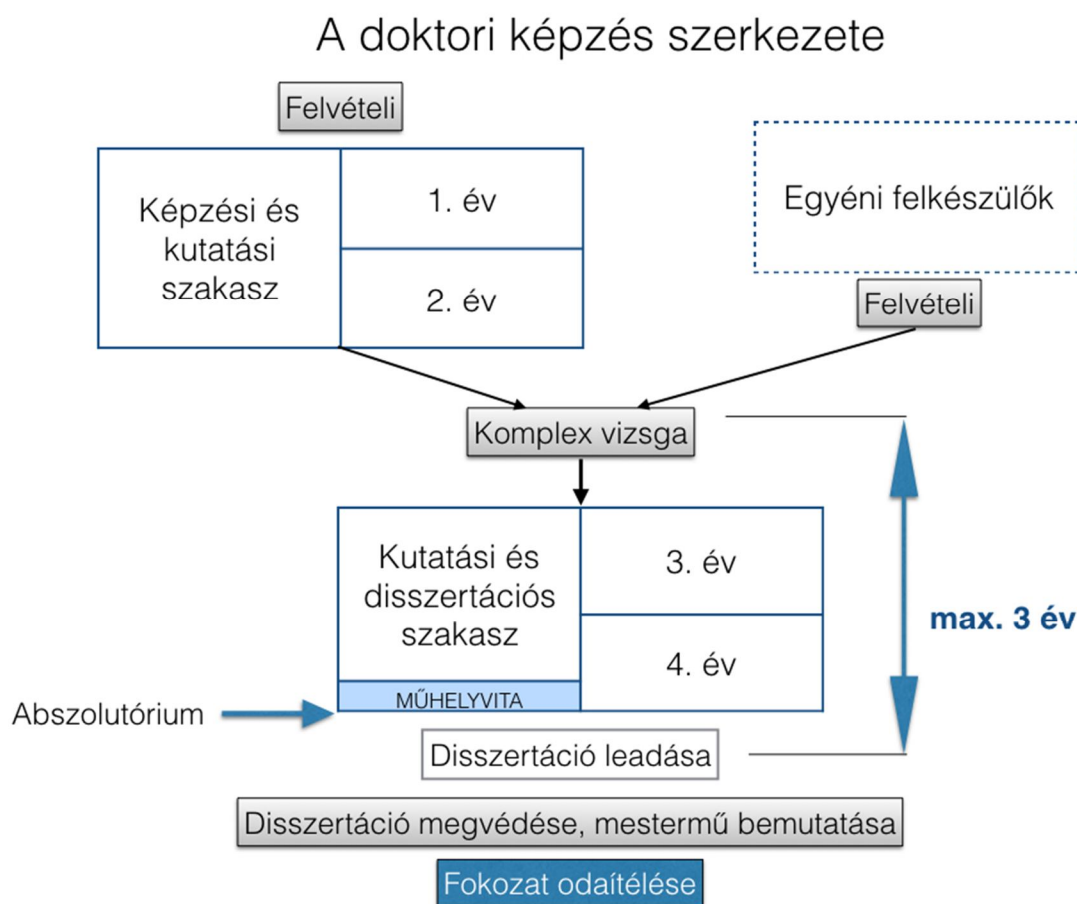 A doktori képzés szerkezete
Felvételi
Képzési és
kutatási
szakasz
1. év
2. év
Egyéni felkészülők
Felvételi
Komplex vizsga
Kutatási és
disszertációs
szakasz
3. év
4. év
max. 3 év
MŰHELYVITA
Abszolutórium
Disszertáció leadása
Disszertáció megvédése, mestermű bemutatása
Fokozat odaítélése